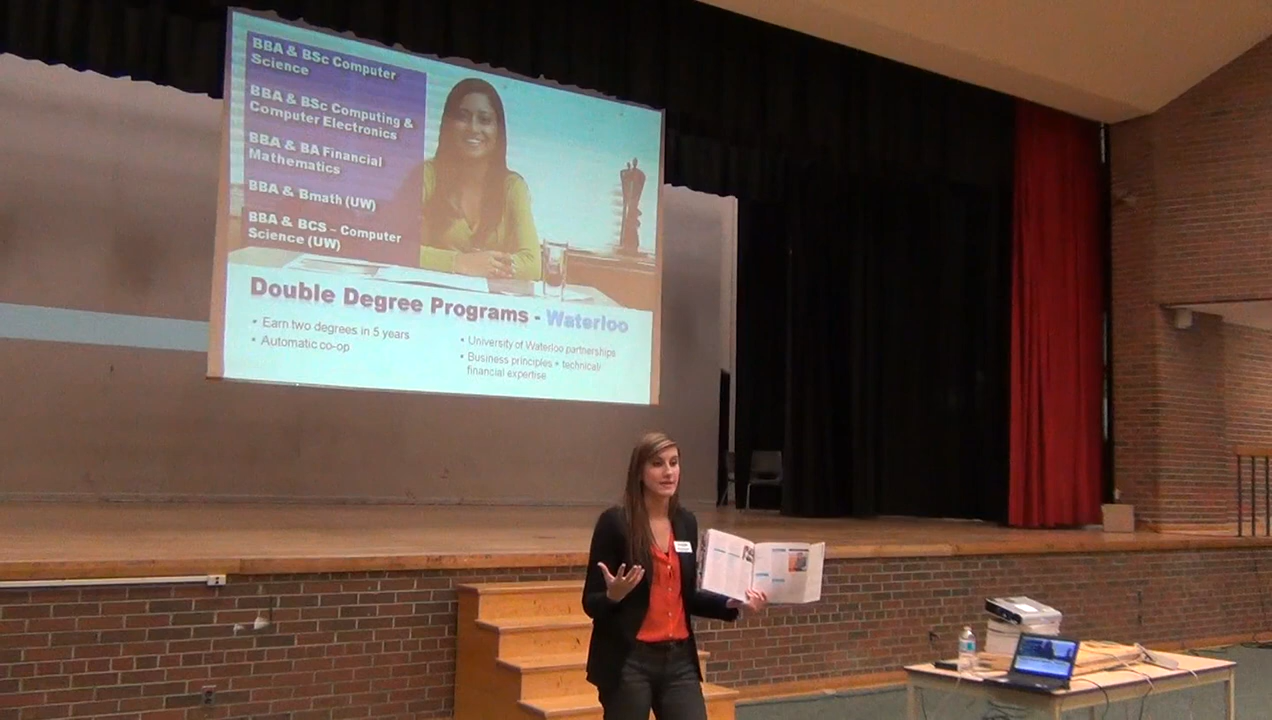 BBA & BSc Computer
Science
BBA & BSc Computing &
Computer Electronics
BBA & BA Financial
Mathematics
BBA & Bmath (UW)
BBA & BCS – Computer
Science (UW)
Double Degree Programs - Waterloo
• Earn two degrees in 5 years
• Automatic co-op
• University of Waterloo partnerships
• Business principles + technical/
financial expertise